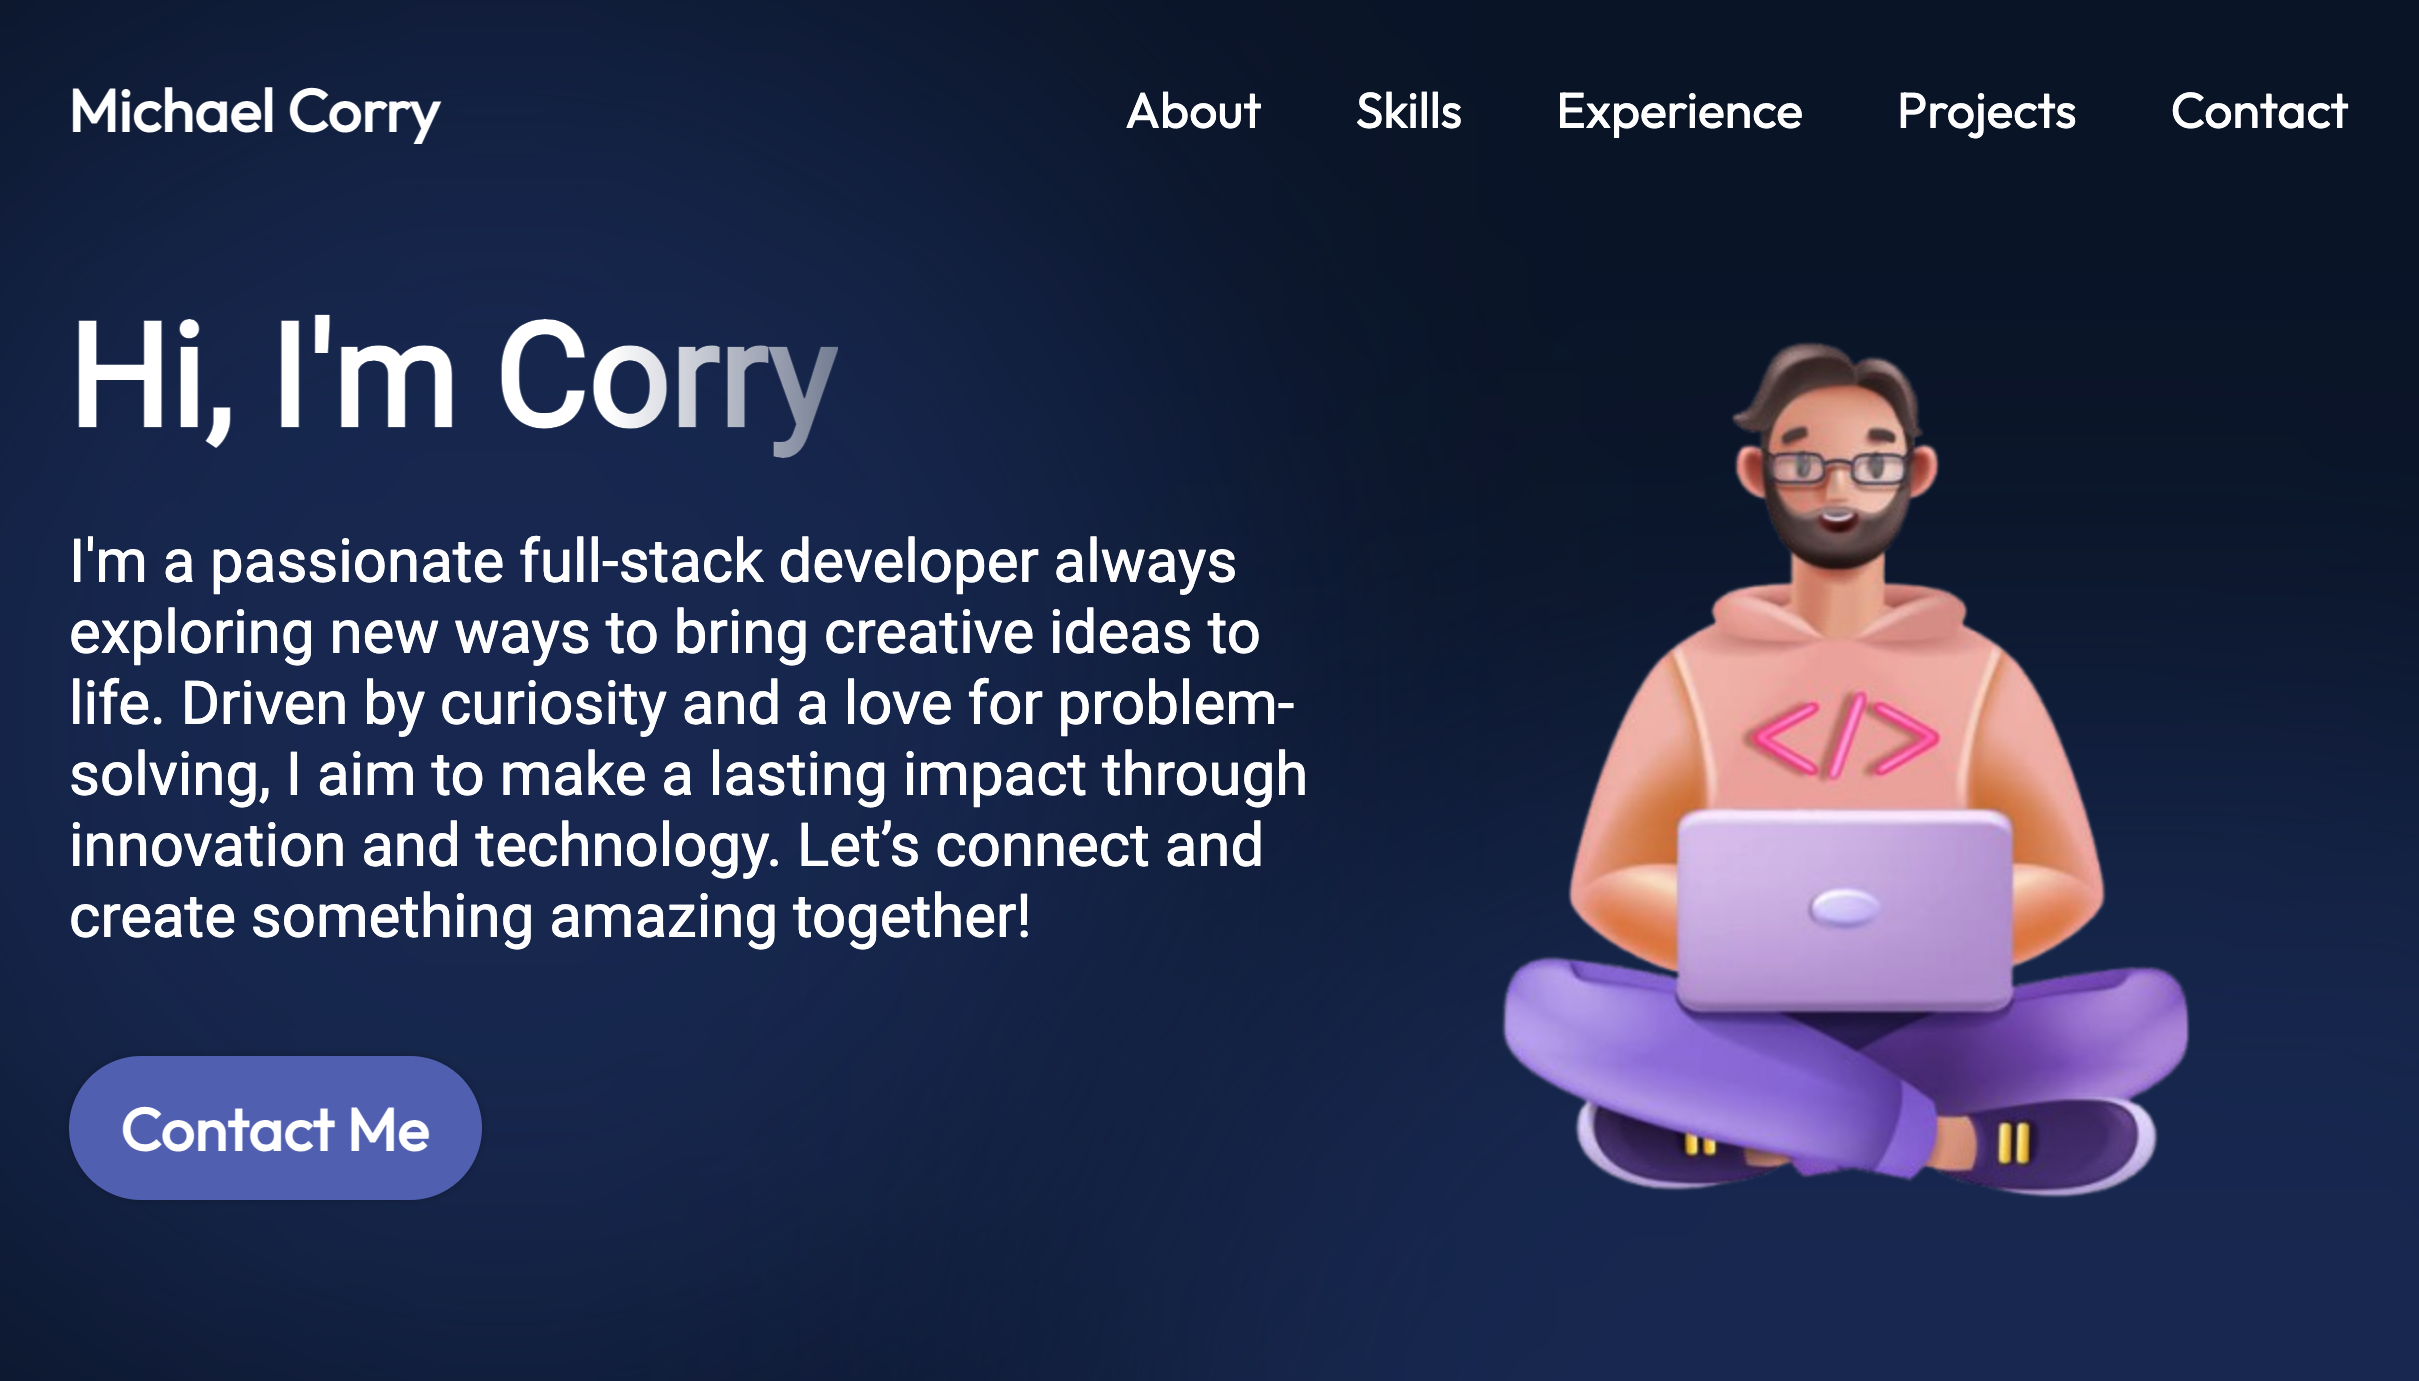 Michael Corry
About Skills Experience Projects Contact
Hi, I'm Corry
I'm a passionate full-stack developer always
exploring new ways to bring creative ideas to
life. Driven by curiosity and a love for problem-
solving, I aim to make a lasting impact through
innovation and technology. Let’s connect and
create something amazing together!
</>
Contact Me